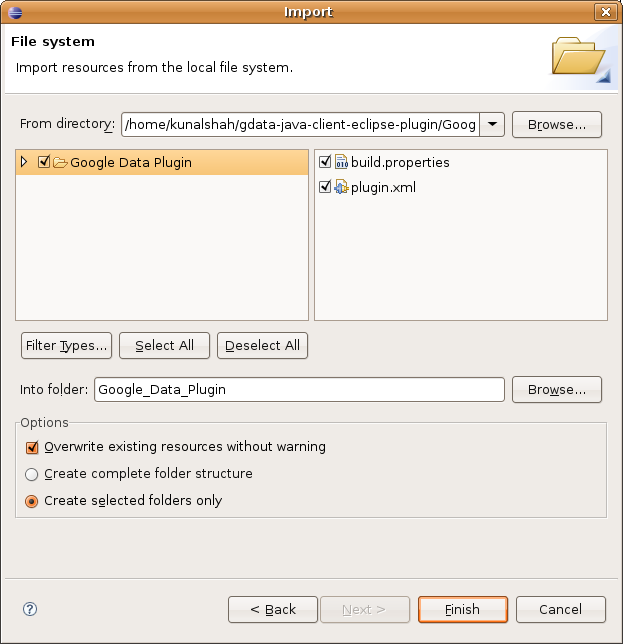 Import
File system
Import resources from the local file system.
From directory: /home/kunalshah/gdata-java-client-eclipse-plugin/Goog Browse...
Google Data Plugin
build.properties
plugin.xml
Filter Types... Select All Deselect All
Into folder: Google_Data_Plugin Browse...
Options
Overwrite existing resources without warning
Create complete folder structure
Create selected folders only
? < Back Next > Finish Cancel